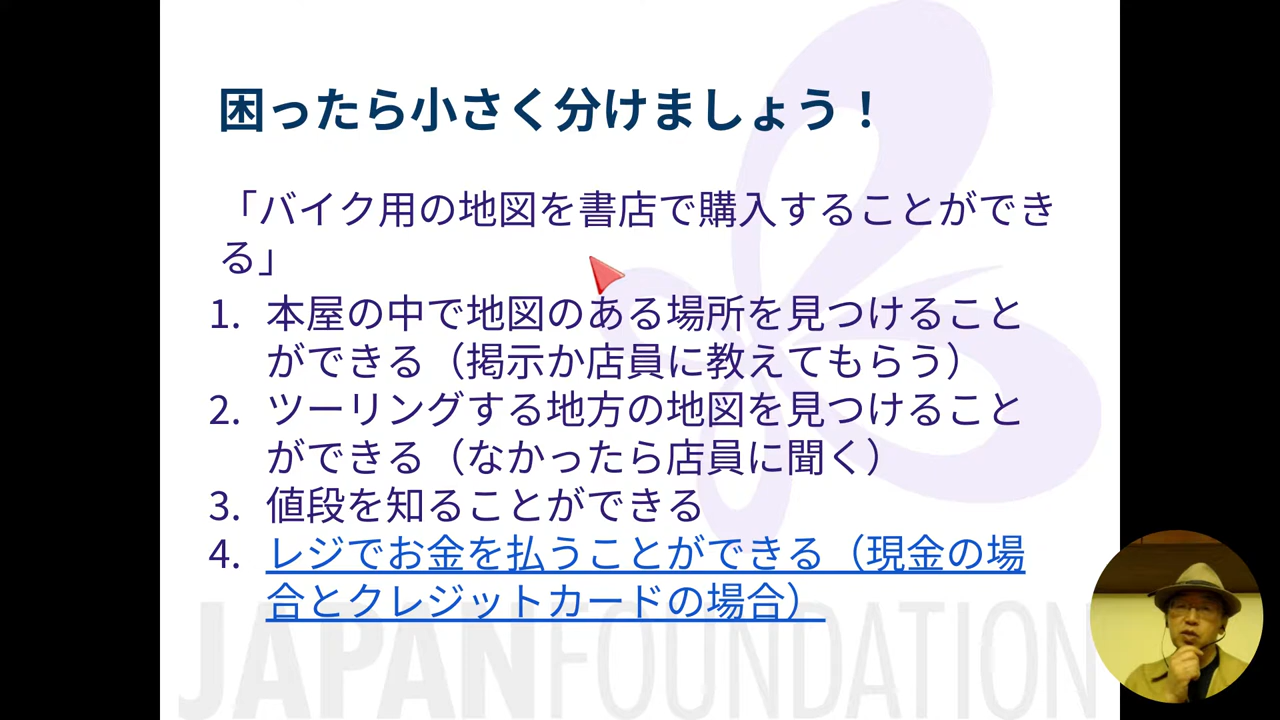 困ったら小さく分けましょう！
「バイク用の地図を書店で購入することができ
る」
1. 本屋の中で地図のある場所を見つけること
ができる（掲示か店員に教えてもらう）
2. ツーリングする地方の地図を見つけること
ができる（なかったら店員に聞く）
3. 値段を知ることができる
4. レジでお金を払うことができる（現金の場
合とクレジットカードの場合）
JAPANFOUNDATION